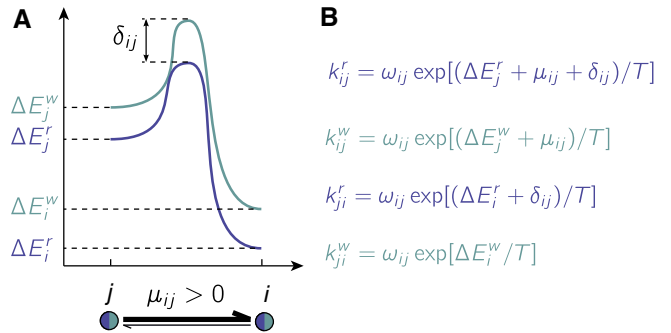 A
δ_ij
ΔE_j^w
ΔE_j^r
ΔE_i^w
ΔE_i^r
j
μ_ij > 0
i
B
k_ij^r = ω_ij exp[(ΔE_j^r + μ_ij + δ_ij)/T]
k_ij^w = ω_ij exp[(ΔE_j^w + μ_ij)/T]
k_ji^r = ω_ij exp[(ΔE_i^r + δ_ij)/T]
k_ji^w = ω_ij exp[ΔE_i^w/T]